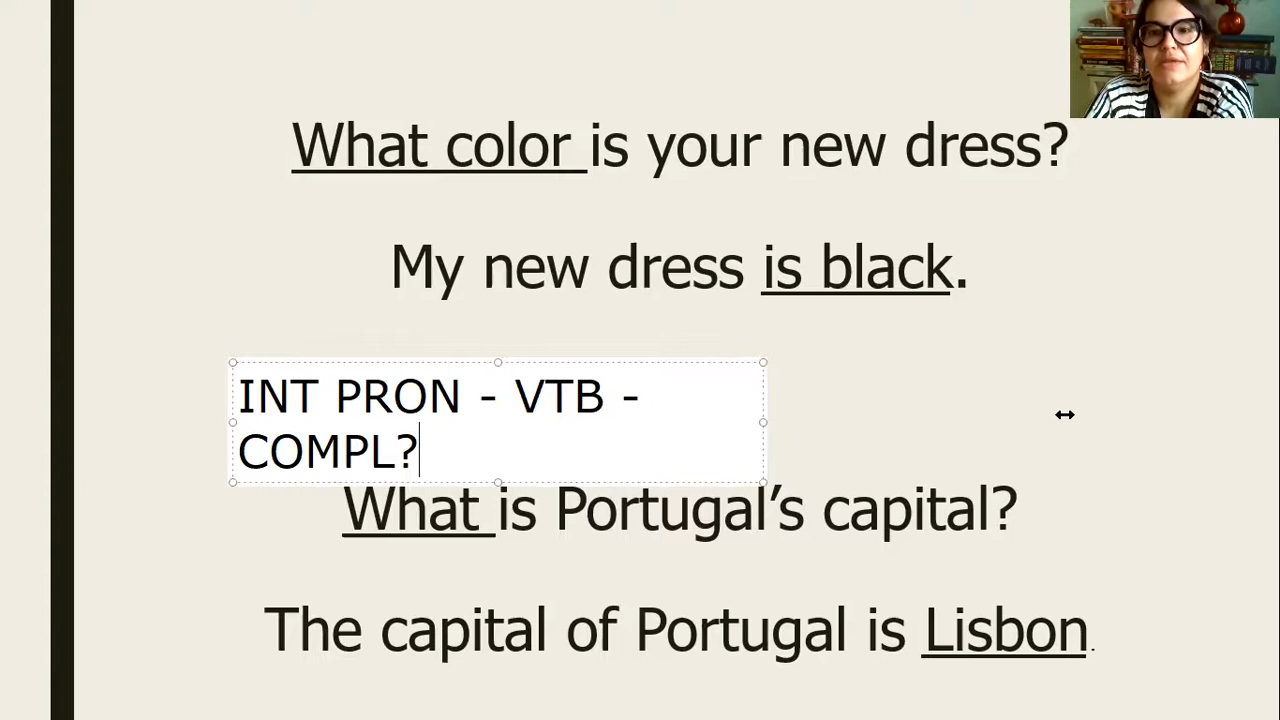 What color is your new dress?
My new dress is black.
INT PRON - VTB -
COMPL?
What is Portugal’s capital?
The capital of Portugal is Lisbon.